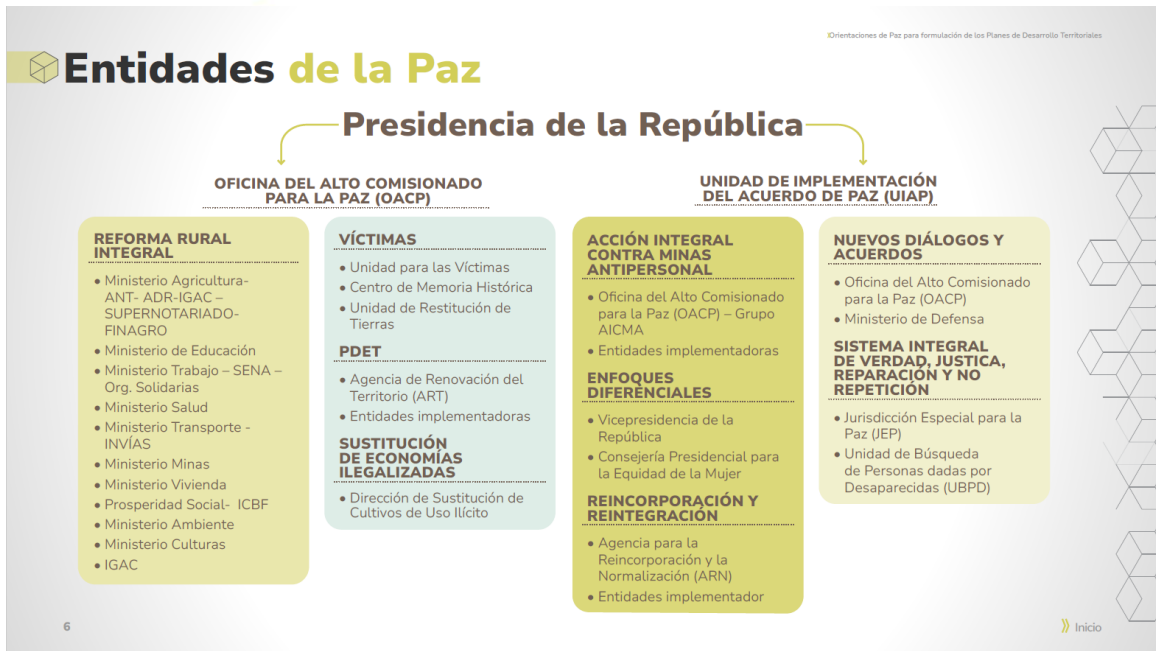 Orientaciones de Paz para formulación de los Planes de Desarrollo Territoriales
Entidades de la Paz
Presidencia de la República
OFICINA DEL ALTO COMISIONADO
PARA LA PAZ (OACP)
REFORMA RURAL
INTEGRAL
• Ministerio Agricultura-
ANT- ADR-IGAC –
SUPERNOTARIADO-
FINAGRO
• Ministerio de Educación
• Ministerio Trabajo – SENA –
Org. Solidarias
• Ministerio Salud
• Ministerio Transporte -
INVÍAS
• Ministerio Minas
• Ministerio Vivienda
• Prosperidad Social- ICBF
• Ministerio Ambiente
• Ministerio Culturas
• IGAC
VÍCTIMAS
• Unidad para las Víctimas
• Centro de Memoria Histórica
• Unidad de Restitución de
Tierras
PDET
• Agencia de Renovación del
Territorio (ART)
• Entidades implementadoras
SUSTITUCIÓN
DE ECONOMÍAS
ILEGALIZADAS
• Dirección de Sustitución de
Cultivos de Uso Ilícito
UNIDAD DE IMPLEMENTACIÓN
DEL ACUERDO DE PAZ (UIAP)
ACCIÓN INTEGRAL
CONTRA MINAS
ANTIPERSONAL
• Oficina del Alto Comisionado
para la Paz (OACP) – Grupo
AICMA
• Entidades implementadoras
ENFOQUES
DIFERENCIALES
• Vicepresidencia de la
República
• Consejería Presidencial para
la Equidad de la Mujer
REINCORPORACIÓN Y
REINTEGRACIÓN
• Agencia para la
Reincorporación y la
Normalización (ARN)
• Entidades implementador
NUEVOS DIÁLOGOS Y
ACUERDOS
• Oficina del Alto Comisionado
para la Paz (OACP)
• Ministerio de Defensa
SISTEMA INTEGRAL
DE VERDAD, JUSTICA,
REPARACIÓN Y NO
REPETICIÓN
• Jurisdicción Especial para la
Paz (JEP)
• Unidad de Búsqueda
de Personas dadas por
Desaparecidas (UBPD)
6
Inicio